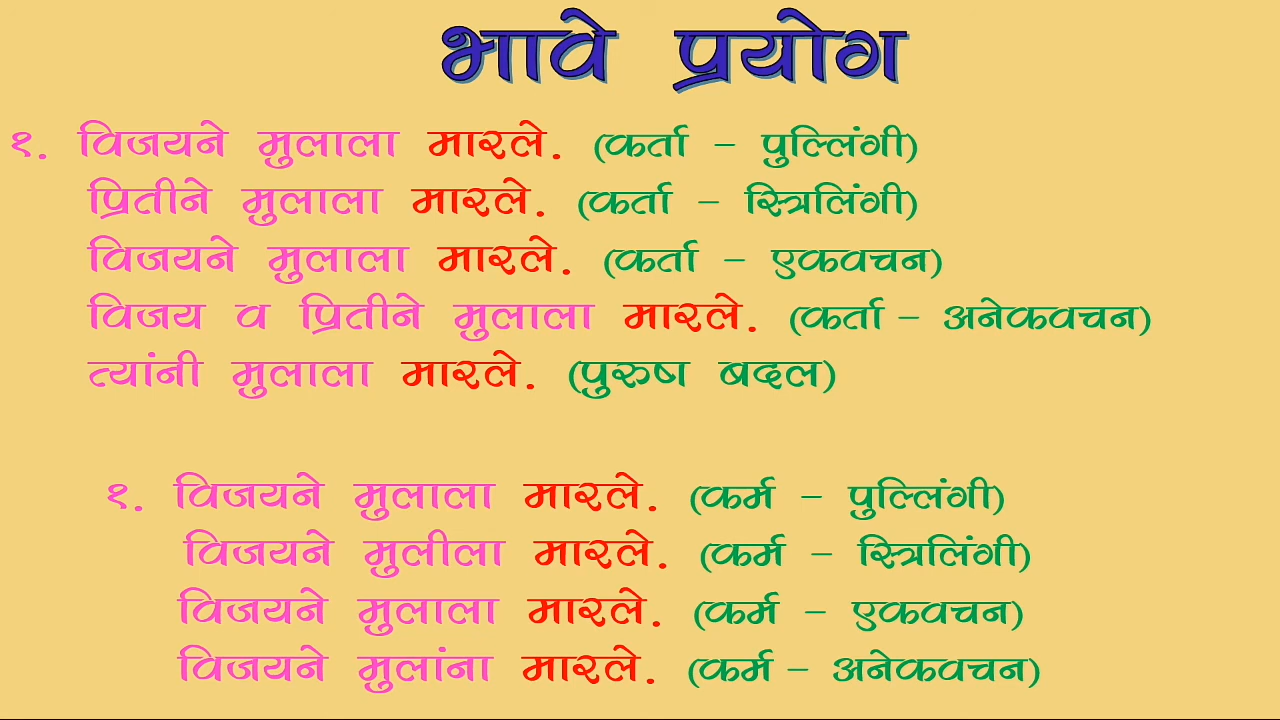 भावे प्रयोग
१. विजयने मुलाला मारले. (कर्ता - पुल्लिंगी)
प्रितीने मुलाला मारले. (कर्ता - स्त्रिलिंगी)
विजयने मुलाला मारले. (कर्ता - एकवचन)
विजय व प्रितीने मुलाला मारले. (कर्ता - अनेकवचन)
त्यांनी मुलाला मारले. (पुरुष बदल)
१. विजयने मुलाला मारले. (कर्म - पुल्लिंगी)
विजयने मुलीला मारले. (कर्म - स्त्रिलिंगी)
विजयने मुलाला मारले. (कर्म - एकवचन)
विजयने मुलांना मारले. (कर्म - अनेकवचन)